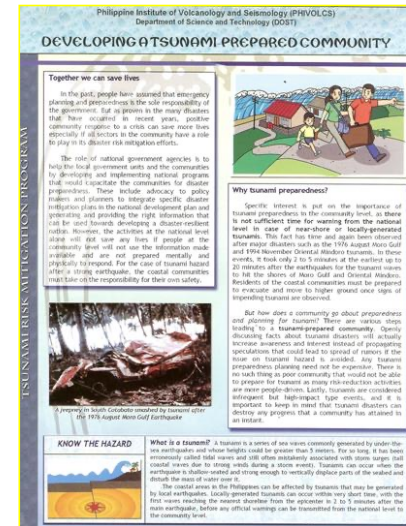 Philippine Institute of Volcanology and Seismology (PHIVOLCS)
Department of Science and Technology (DOST)
DEVELOPING A TSUNAMI-PREPARED COMMUNITY
TSUNAMI RISK MITIGATION PROGRAM
Together we can save lives
In the past, people have assumed that emergency
planning and preparedness is the sole responsibility of
the government. But as proven in the many disasters
that have occurred in recent years, positive
community response to a crisis can save more lives
especially if all sectors in the community have a role
to play in its disaster risk mitigation efforts.
The role of national government agencies is to
help the local government units and the communities
by developing and implementing national programs
that would capacitate the communities for disaster
preparedness. These include advocacy to policy
makers and planners to integrate specific disaster
mitigation plans in the national development plan and
generating and providing the right information that
can be used towards developing a disaster-resilient
nation. However, the activities at the national level
alone will not save any lives if people at the
community level will not use the information made
available and are not prepared mentally and
physically to respond. For the case of tsunami hazard
after a strong earthquake, the coastal communities
must take on the responsibility for their own safety.
A jeepney in South Cotobato smashed by tsunami after
the 1976 August Moro Gulf Earthquake
Why tsunami preparedness?
Specific interest is put on the importance of
tsunami preparedness in the community level, as there
is not sufficient time for warning from the national
level in case of near-shore or locally-generated
tsunamis. This fact has time and again been observed
after major disasters such as the 1976 August Moro Gulf
and 1994 November Oriental Mindoro tsunamis. In these
events, it took only 2 to 5 minutes at the earliest up to
20 minutes after the earthquakes for the tsunami waves
to hit the shores of Moro Gulf and Oriental Mindoro.
Residents of the coastal communities must be prepared
to evacuate and move to higher ground once signs of
impending tsunami are observed.
But how does a community go about preparedness
and planning for tsunami? There are various steps
leading to a tsunami-prepared community. Openly
discussing facts about tsunami disasters will actually
increase awareness and interest instead of propagating
speculations that could lead to spread of rumors if the
issue on tsunami hazard is avoided. Any tsunami
preparedness planning need not be expensive. There is
no such thing as poor community that would not be able
to prepare for tsunami as many risk-reduction activities
are more people-driven. Lastly, tsunamis are considered
infrequent but high-impact type events, and it is
important to keep in mind that tsunami disasters can
destroy any progress that a community has attained in
an instant.
KNOW THE HAZARD
What is a tsunami? A tsunami is a series of sea waves commonly generated by under-the-
sea earthquakes and whose heights could be greater than 5 meters. For so long, it has been
erroneously called tidal waves and still often mistakenly associated with storm surges (tall
coastal waves due to strong winds during a storm event). Tsunamis can occur when the
earthquake is shallow-seated and strong enough to vertically displace parts of the seabed and
disturb the mass of water over it.
The coastal areas in the Philippines can be affected by tsunamis that may be generated
by local earthquakes. Locally-generated tsunamis can occur within very short time, with the
first waves reaching the nearest shoreline from the epicenter in 2 to 5 minutes after the
main earthquake, before any official warnings can be transmitted from the national level to
the community level.